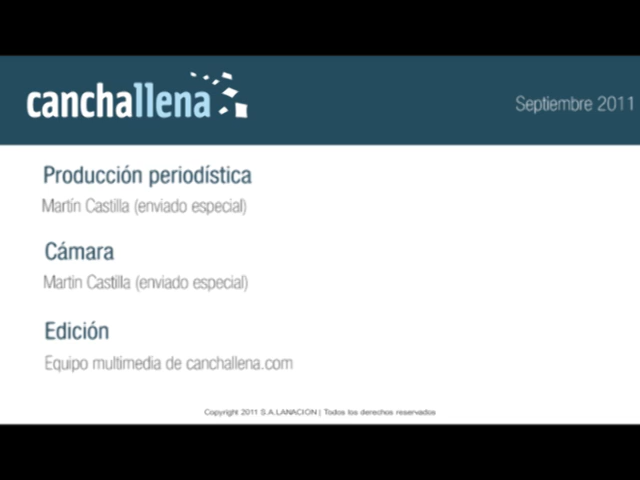 canchallena
Septiembre 2011
Producción periodística
Martín Castilla (enviado especial)
Cámara
Martin Castilla (enviado especial)
Edición
Equipo multimedia de canchallena.com
Copyright 2011 S.A.LANACION | Todos los derechos reservados